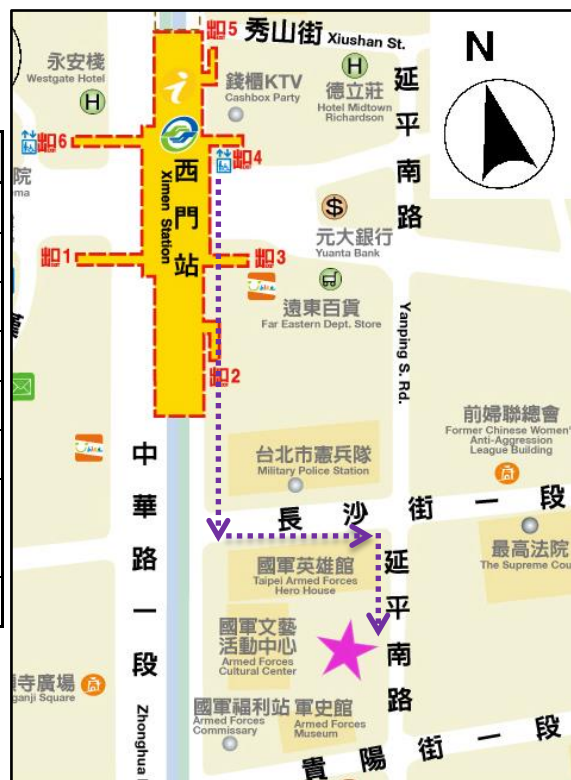 出口5
秀山街 Xiushan St.
N
永安棧
Westgate Hotel
H
錢櫃KTV
Cashbox Party
H
德立莊
Hotel Midtown
Richardson
延平南路
出口6
出口4
院
ema
西門站
Ximen Station
$
元大銀行
Yuanta Bank
出口1
出口3
遠東百貨
Far Eastern Dept. Store
Yanping S. Rd.
出口2
前婦聯總會
Former Chinese Women's
Anti-Aggression
League Building
台北市憲兵隊
Military Police Station
中華路一段
長沙街一段
國軍英雄館
Taipei Armed Forces
Hero House
延平南路
最高法院
The Supreme Cou
國軍文藝
活動中心
Armed Forces
Cultural Center
寺廣場
ganji Square
國軍福利站
Armed Forces
Commissary
軍史館
Armed Forces
Museum
Zhonghua
貴陽街一段